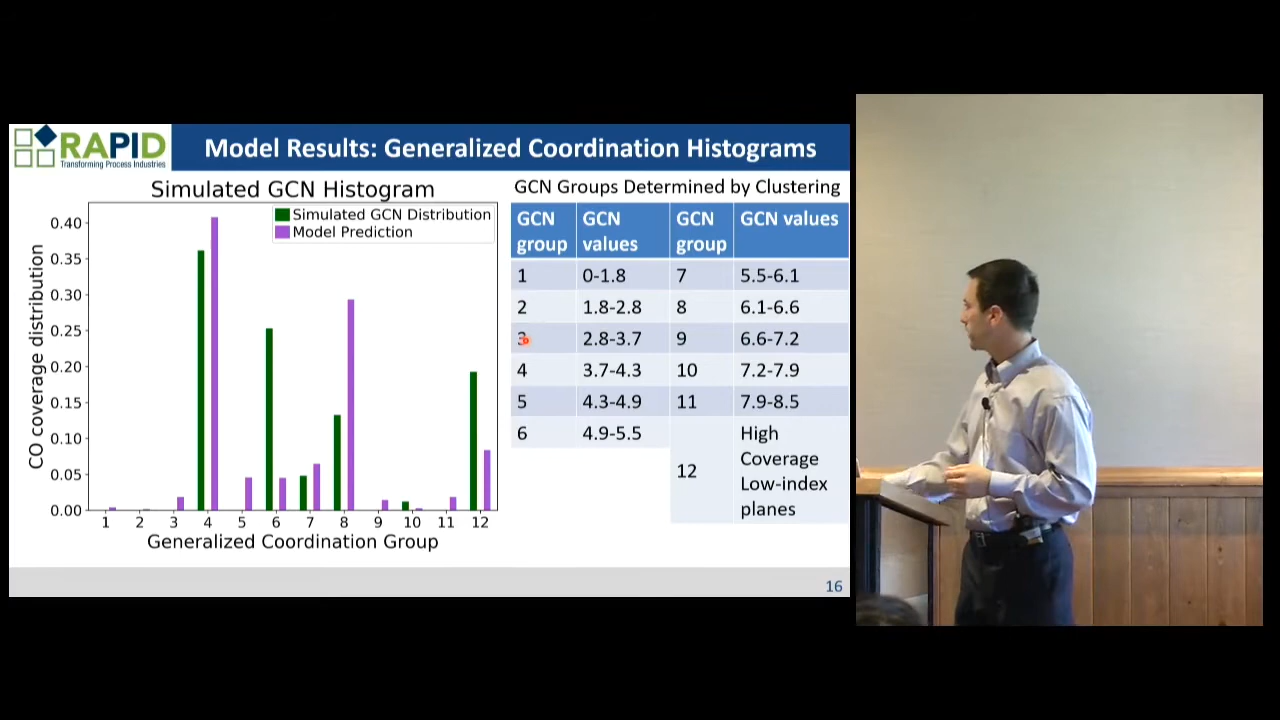 RAPID
Transforming Process Industries
Model Results: Generalized Coordination Histograms
Simulated GCN Histogram
Simulated GCN Distribution
Model Prediction
CO coverage distribution
0.40
0.35
0.30
0.25
0.20
0.15
0.10
0.05
0.00
1 2 3 4 5 6 7 8 9 10 11 12
Generalized Coordination Group
GCN Groups Determined by Clustering
GCN group GCN values GCN group GCN values
1 0-1.8 7 5.5-6.1
2 1.8-2.8 8 6.1-6.6
3 2.8-3.7 9 6.6-7.2
4 3.7-4.3 10 7.2-7.9
5 4.3-4.9 11 7.9-8.5
6 4.9-5.5 12 High
Coverage
Low-index
planes
16